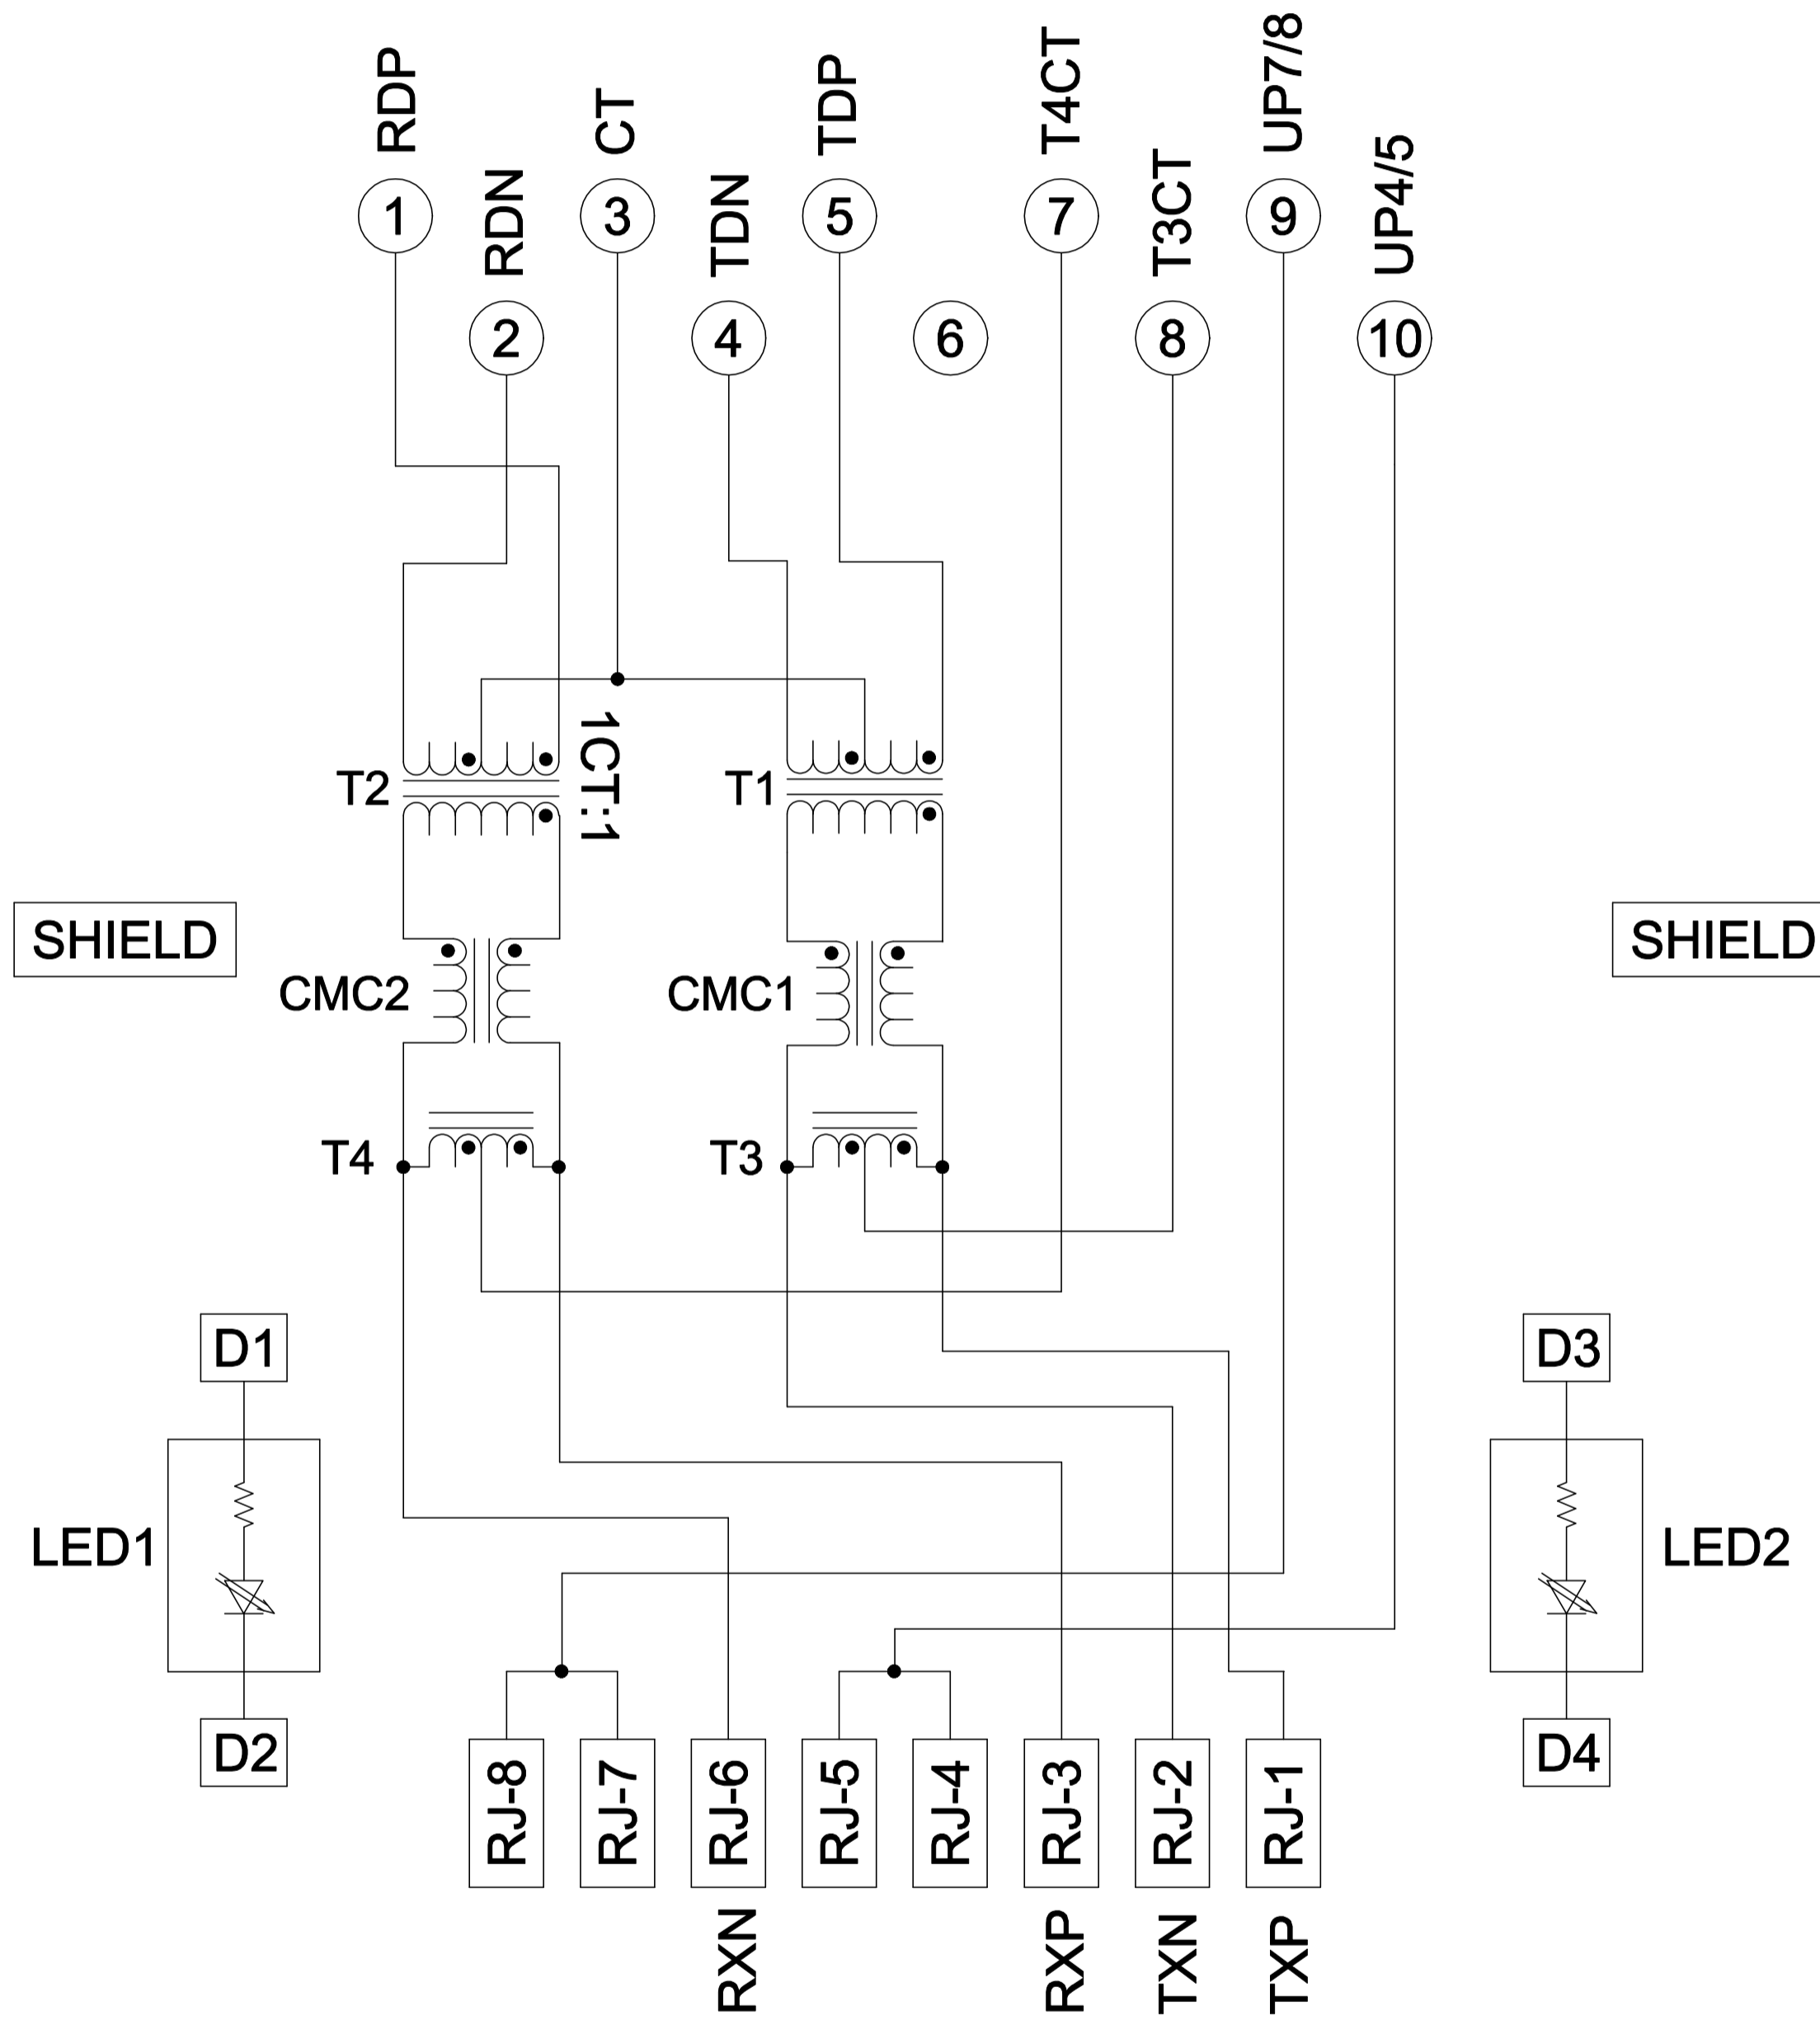 RDP
CT
TDP
T4CT
UP7/8
RDN
TDN
T3CT
UP4/5
1
3
5
7
9
2
4
6
8
10
1CT:1
T2
T1
SHIELD
SHIELD
CMC2
CMC1
T4
T3
D1
D3
LED1
LED2
D2
D4
RJ-8
RJ-7
RJ-6
RJ-5
RJ-4
RJ-3
RJ-2
RJ-1
RXN
RXP
TXN
TXP